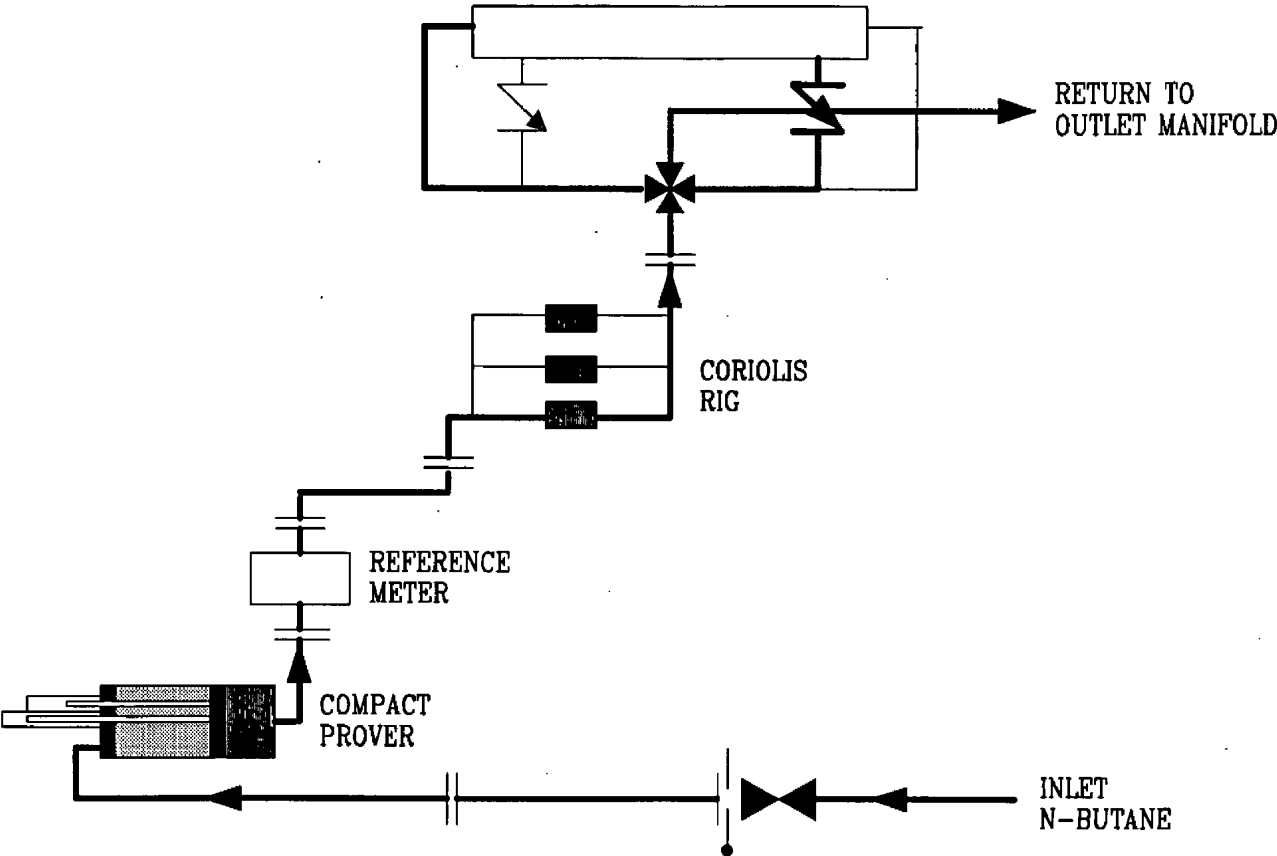 RETURN TO
OUTLET MANIFOLD
CORIOLIS
RIG
REFERENCE
METER
COMPACT
PROVER
INLET
N-BUTANE